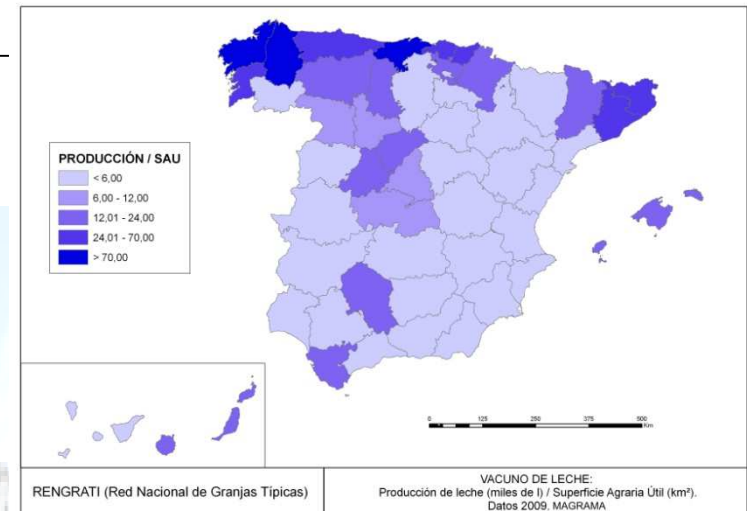 PRODUCCIÓN / SAU
< 6,00
6,00 - 12,00
12,01 - 24,00
24,01 - 70,00
> 70,00
0 125 250 375 500
Km
RENGRATI (Red Nacional de Granjas Típicas)
VACUNO DE LECHE:
Producción de leche (miles de l) / Superficie Agraria Útil (km²).
Datos 2009. MAGRAMA